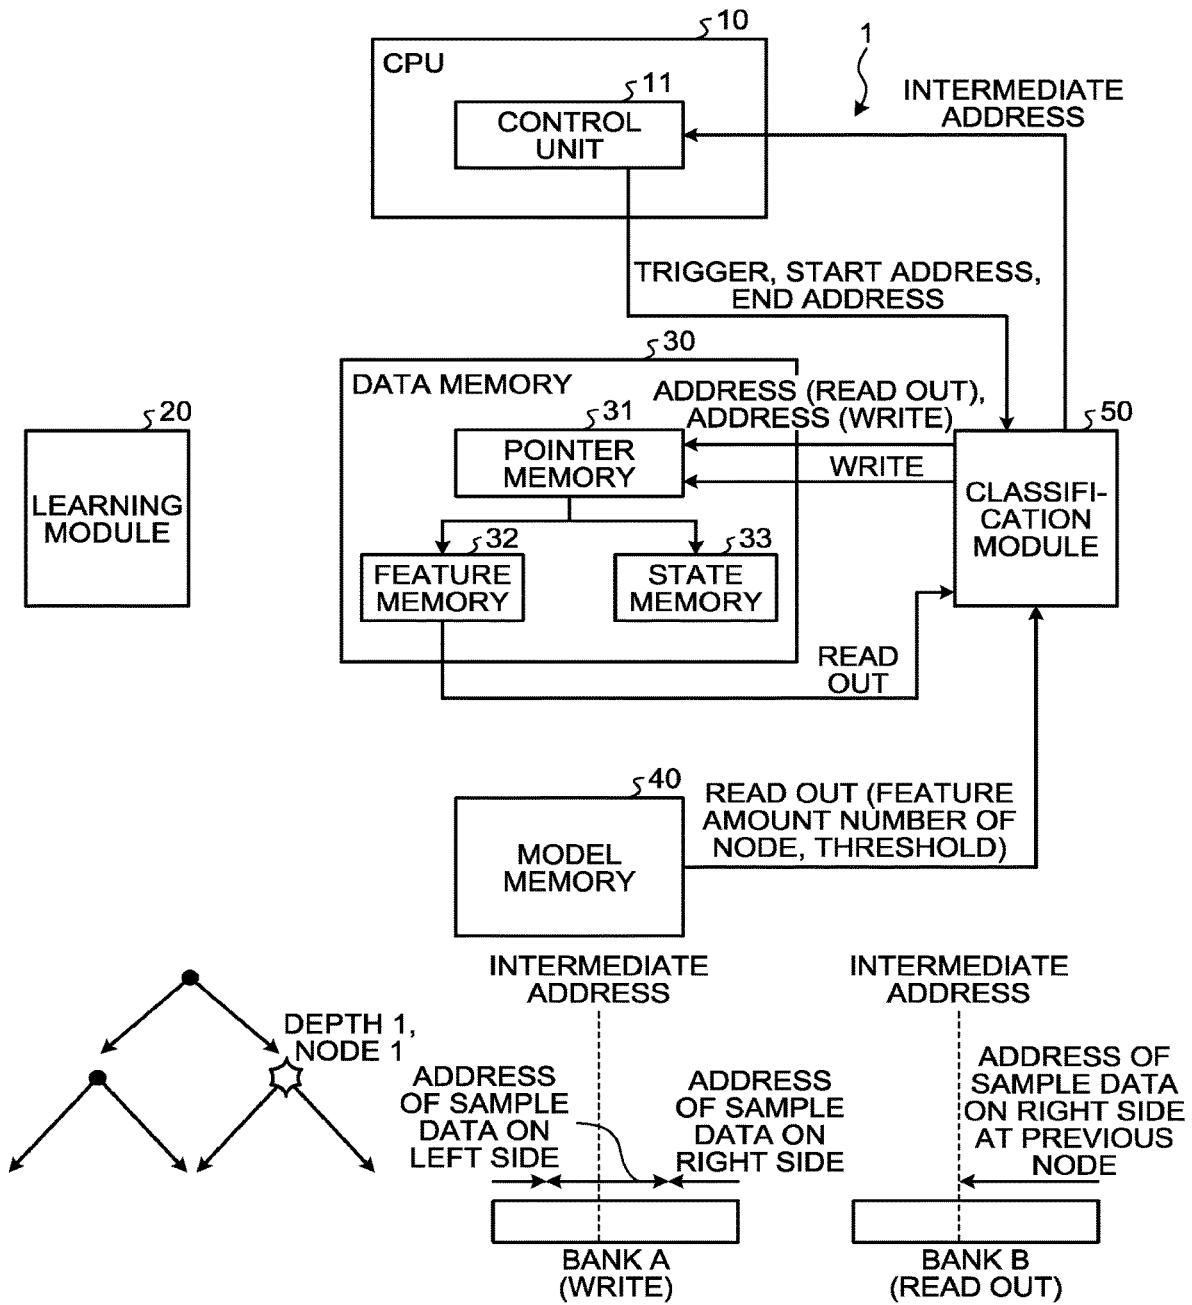 10
CPU
1
11
CONTROL
UNIT
INTERMEDIATE
ADDRESS
TRIGGER, START ADDRESS,
END ADDRESS
30
DATA MEMORY
ADDRESS (READ OUT),
ADDRESS (WRITE)
20
31
50
POINTER
MEMORY
WRITE
LEARNING
MODULE
CLASSIFI-
CATION
MODULE
32
33
FEATURE
MEMORY
STATE
MEMORY
READ
OUT
40
MODEL
MEMORY
READ OUT (FEATURE
AMOUNT NUMBER OF
NODE, THRESHOLD)
DEPTH 1,
NODE 1
INTERMEDIATE
ADDRESS
ADDRESS
OF SAMPLE
DATA ON
LEFT SIDE
ADDRESS
OF SAMPLE
DATA ON
RIGHT SIDE
BANK A
(WRITE)
INTERMEDIATE
ADDRESS
ADDRESS OF
SAMPLE DATA
ON RIGHT SIDE
AT PREVIOUS
NODE
BANK B
(READ OUT)